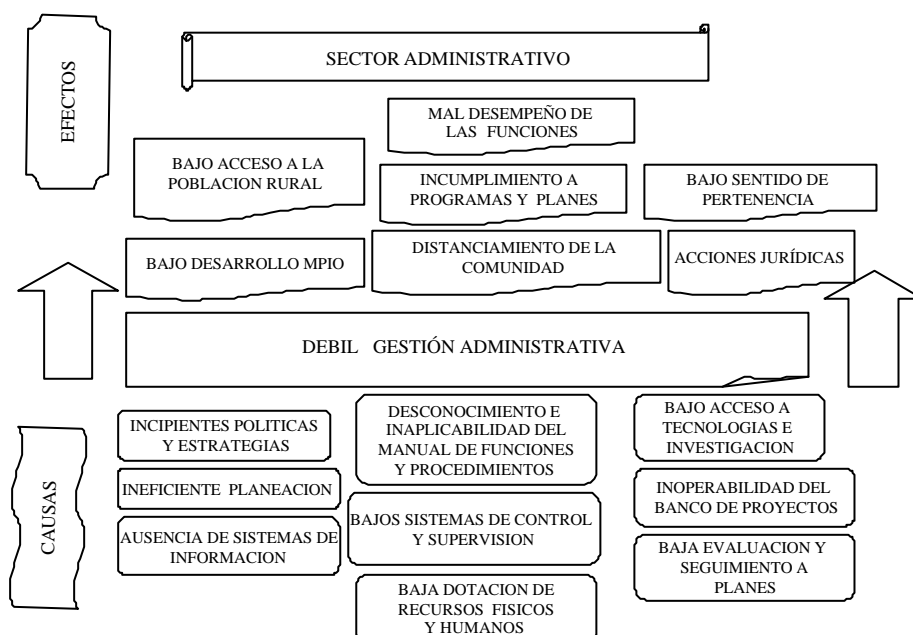 EFECTOS
SECTOR ADMINISTRATIVO
MAL DESEMPEÑO DE
LAS FUNCIONES
BAJO ACCESO A LA
POBLACION RURAL
INCUMPLIMIENTO A
PROGRAMAS Y PLANES
BAJO SENTIDO DE
PERTENENCIA
BAJO DESARROLLO MPIO
DISTANCIAMIENTO DE LA
COMUNIDAD
ACCIONES JURÍDICAS
DEBIL GESTIÓN ADMINISTRATIVA
CAUSAS
INCIPIENTES POLITICAS
Y ESTRATEGIAS
DESCONOCIMIENTO E
INAPLICABILIDAD DEL
MANUAL DE FUNCIONES
Y PROCEDIMIENTOS
BAJO ACCESO A
TECNOLOGIAS E
INVESTIGACION
INEFICIENTE PLANEACION
BAJOS SISTEMAS DE CONTROL
Y SUPERVISION
INOPERABILIDAD DEL
BANCO DE PROYECTOS
AUSENCIA DE SISTEMAS DE
INFORMACION
BAJA DOTACION DE
RECURSOS FISICOS
Y HUMANOS
BAJA EVALUACION Y
SEGUIMIENTO A
PLANES